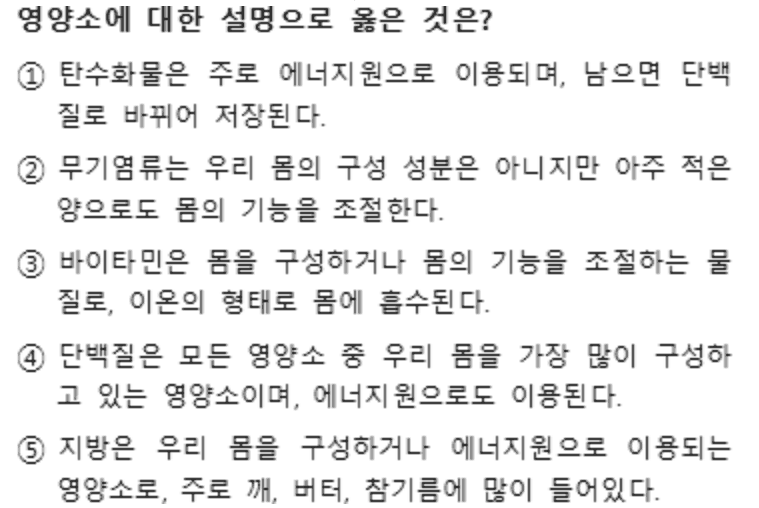 영양소에 대한 설명으로 옳은 것은?
① 탄수화물은 주로 에너지원으로 이용되며, 남으면 단백
질로 바뀌어 저장된다.
② 무기염류는 우리 몸의 구성 성분은 아니지만 아주 적은
양으로도 몸의 기능을 조절한다.
③ 바이타민은 몸을 구성하거나 몸의 기능을 조절하는 물
질로, 이온의 형태로 몸에 흡수된다.
④ 단백질은 모든 영양소 중 우리 몸을 가장 많이 구성하
고 있는 영양소이며, 에너지원으로도 이용된다.
⑤ 지방은 우리 몸을 구성하거나 에너지원으로 이용되는
영양소로, 주로 깨, 버터, 참기름에 많이 들어있다.